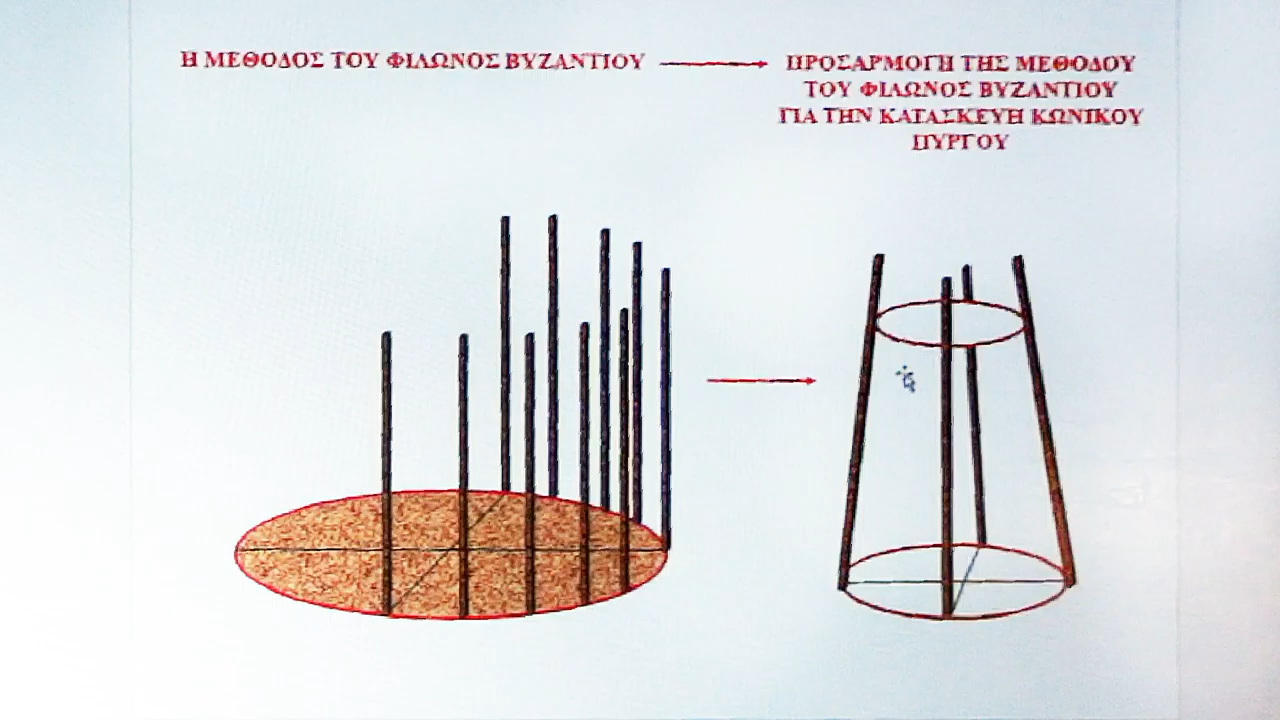 Η ΜΕΘΟΔΟΣ ΤΟΥ ΦΙΛΩΝΟΣ ΒΥΖΑΝΤΙΟΥ
ΠΡΟΣΑΡΜΟΓΗ ΤΗΣ ΜΕΘΟΔΟΥ
ΤΟΥ ΦΙΛΩΝΟΣ ΒΥΖΑΝΤΙΟΥ
ΓΙΑ ΤΗΝ ΚΑΤΑΣΚΕΥΗ ΚΩΝΙΚΟΥ
ΠΥΡΓΟΥ